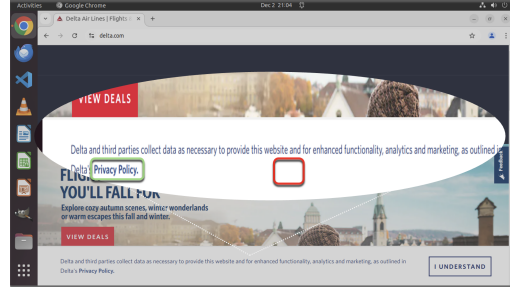 Activities
Google Chrome
Dec 2 21:04
Delta Air Lines | Flights
delta.com
VIEW DEALS
Delta and third parties collect data as necessary to provide this website and for enhanced functionality, analytics and marketing, as outlined in
Delta's Privacy Policy.
YOU'LL FALL FOR
Explore cozy autumn scenes, winter wonderlands
or warm escapes this fall and winter.
VIEW DEALS
Feedback
Delta and third parties collect data as necessary to provide this website and for enhanced functionality, analytics and marketing, as outlined in
Delta's Privacy Policy.
I UNDERSTAND